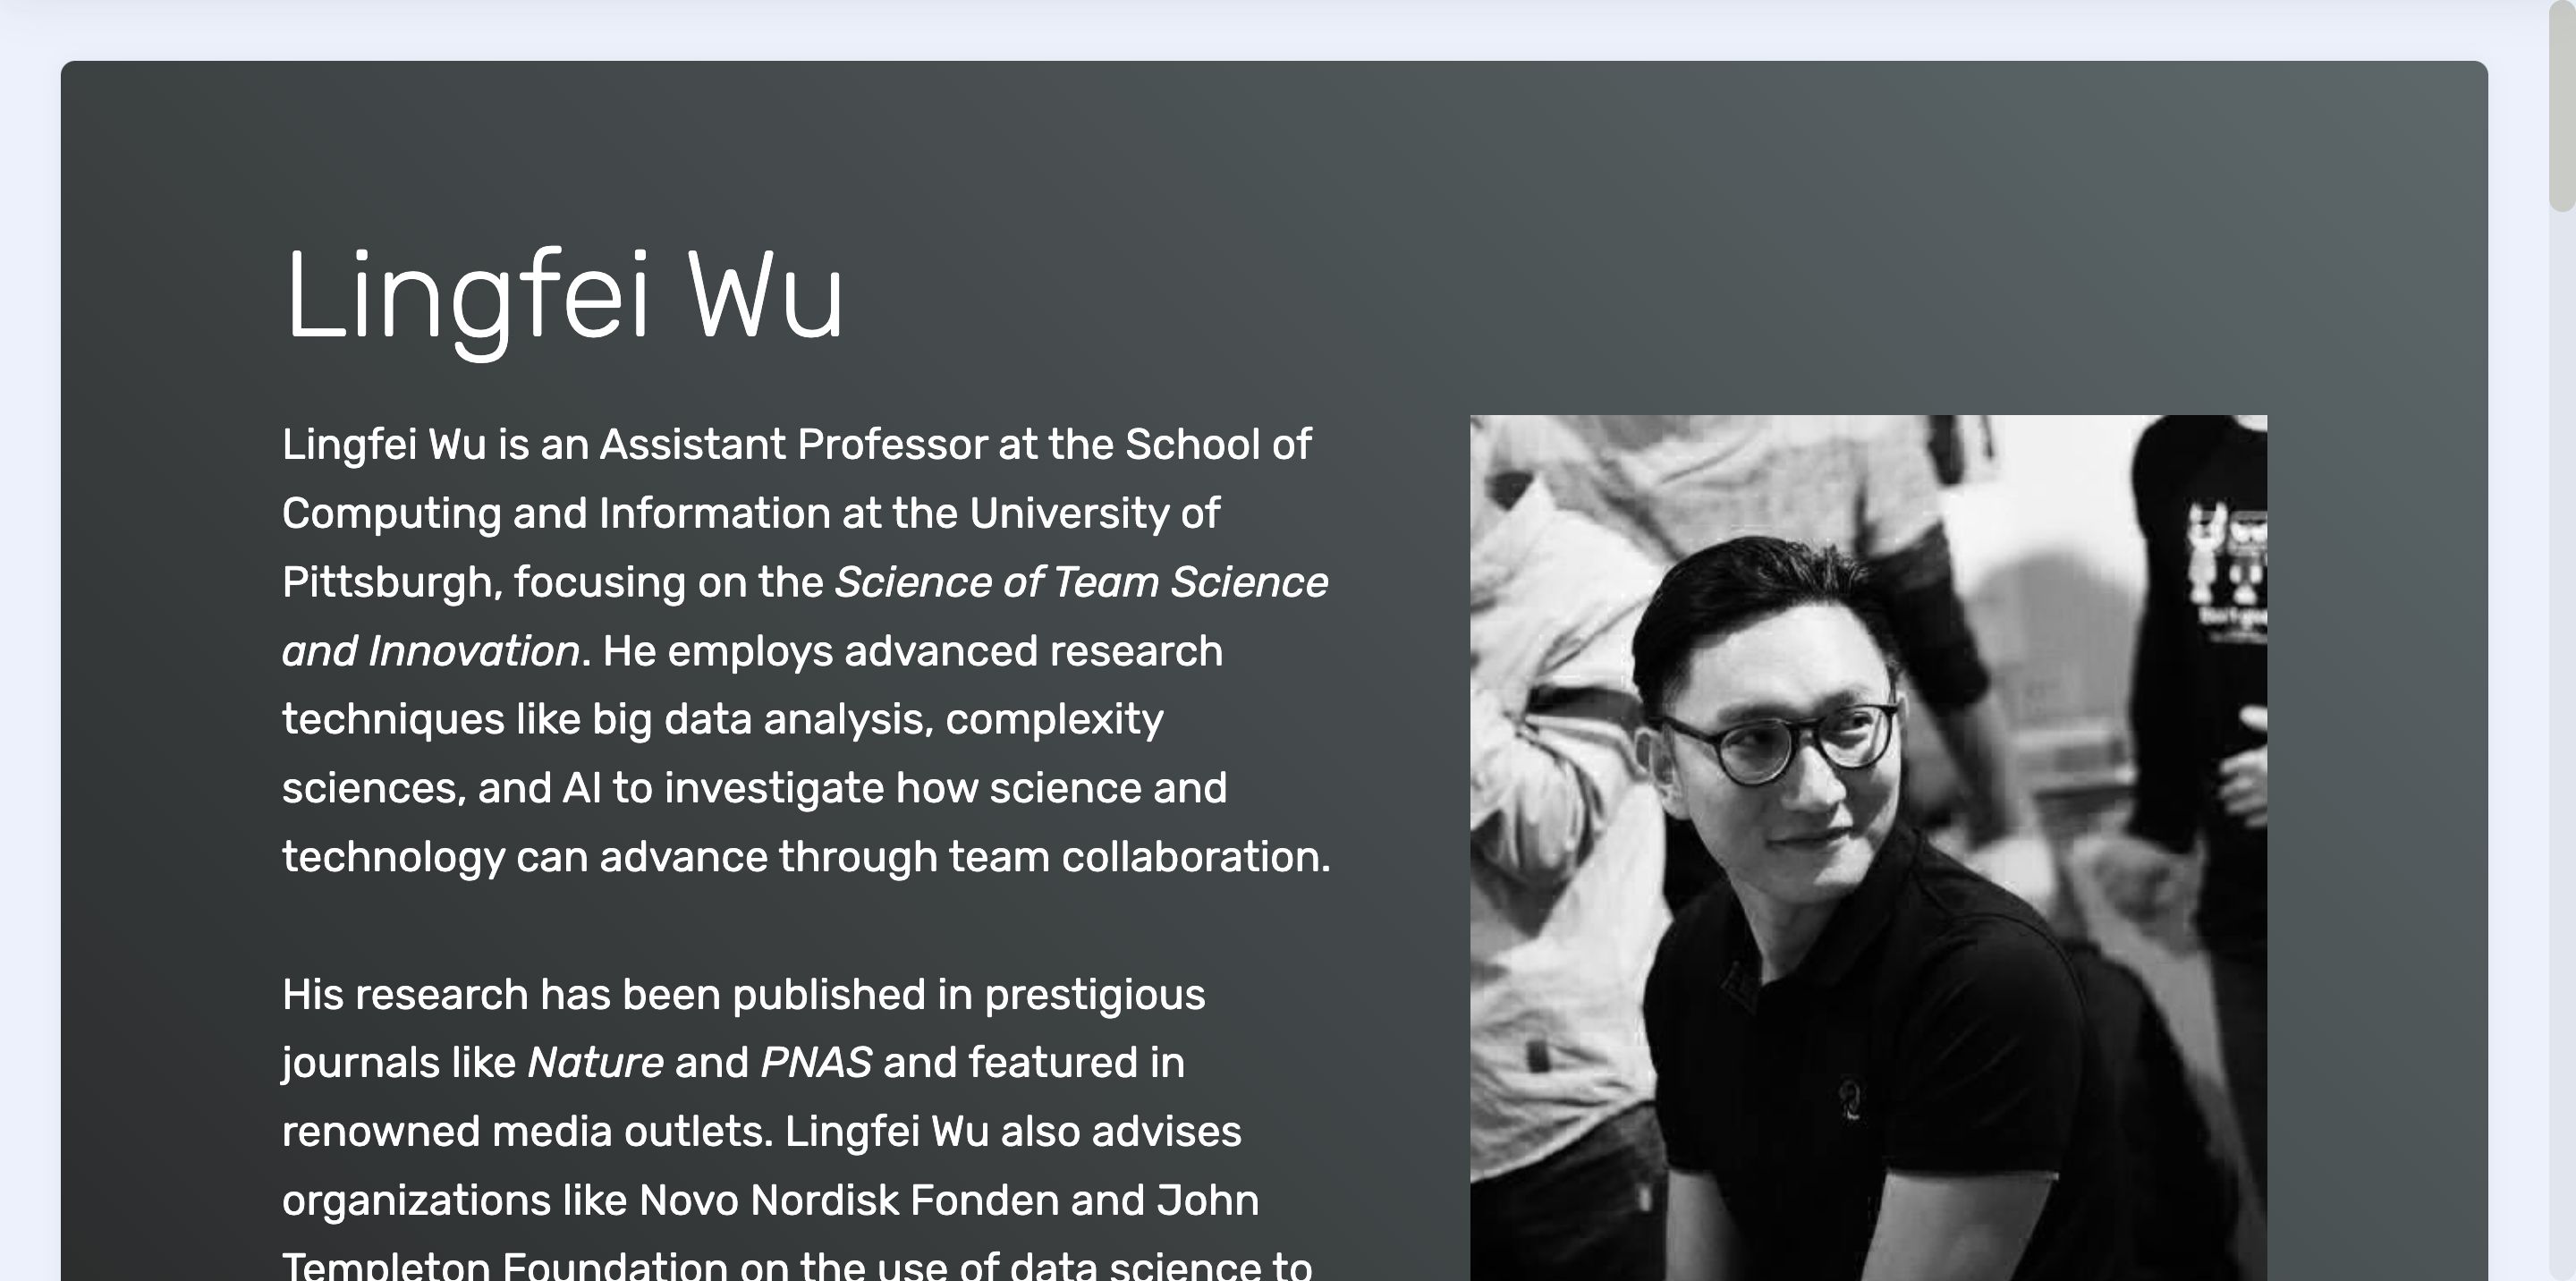 Lingfei Wu
Lingfei Wu is an Assistant Professor at the School of
Computing and Information at the University of
Pittsburgh, focusing on the Science of Team Science
and Innovation. He employs advanced research
techniques like big data analysis, complexity
sciences, and AI to investigate how science and
technology can advance through team collaboration.
His research has been published in prestigious
journals like Nature and PNAS and featured in
renowned media outlets. Lingfei Wu also advises
organizations like Novo Nordisk Fonden and John
Templeton Foundation on the use of data science to